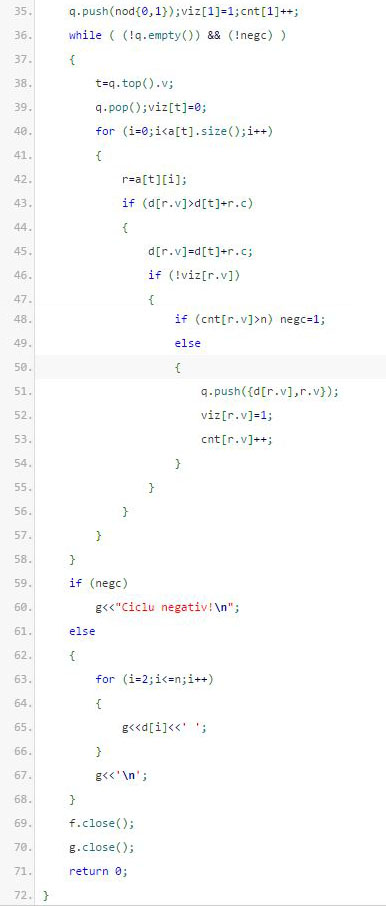 35. q.push(nod{0,1});viz[1]=1;cnt[1]++;
36. while ( (!q.empty()) && (!negc) )
37. {
38. t=q.top().v;
39. q.pop();viz[t]=0;
40. for (i=0;i<a[t].size();i++)
41. {
42. r=a[t][i];
43. if (d[r.v]>d[t]+r.c)
44. {
45. d[r.v]=d[t]+r.c;
46. if (!viz[r.v])
47. {
48. if (cnt[r.v]>n) negc=1;
49. else
50. {
51. q.push({d[r.v],r.v});
52. viz[r.v]=1;
53. cnt[r.v]++;
54. }
55. }
56. }
57. }
58. }
59. if (negc)
60. g<<"Ciclu negativ!\n";
61. else
62. {
63. for (i=2;i<=n;i++)
64. {
65. g<<d[i]<<' ';
66. }
67. g<<'\n';
68. }
69. f.close();
70. g.close();
71. return 0;
72. }